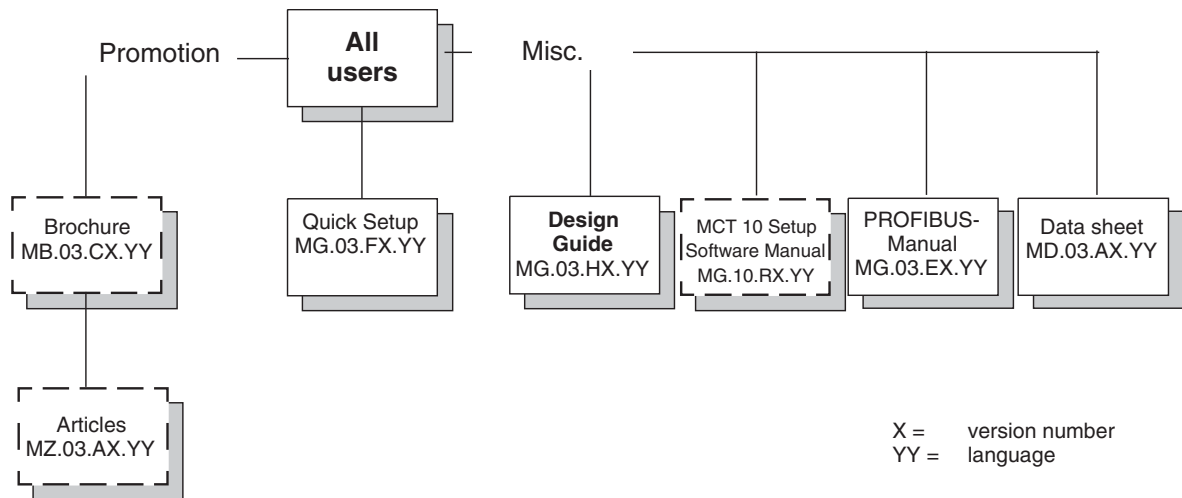 Promotion
All
users
Misc.
Brochure
MB.03.CX.YY
Quick Setup
MG.03.FX.YY
Design
Guide
MG.03.HX.YY
MCT 10 Setup
Software Manual
MG.10.RX.YY
PROFIBUS-
Manual
MG.03.EX.YY
Data sheet
MD.03.AX.YY
Articles
MZ.03.AX.YY
X = version number
YY = language